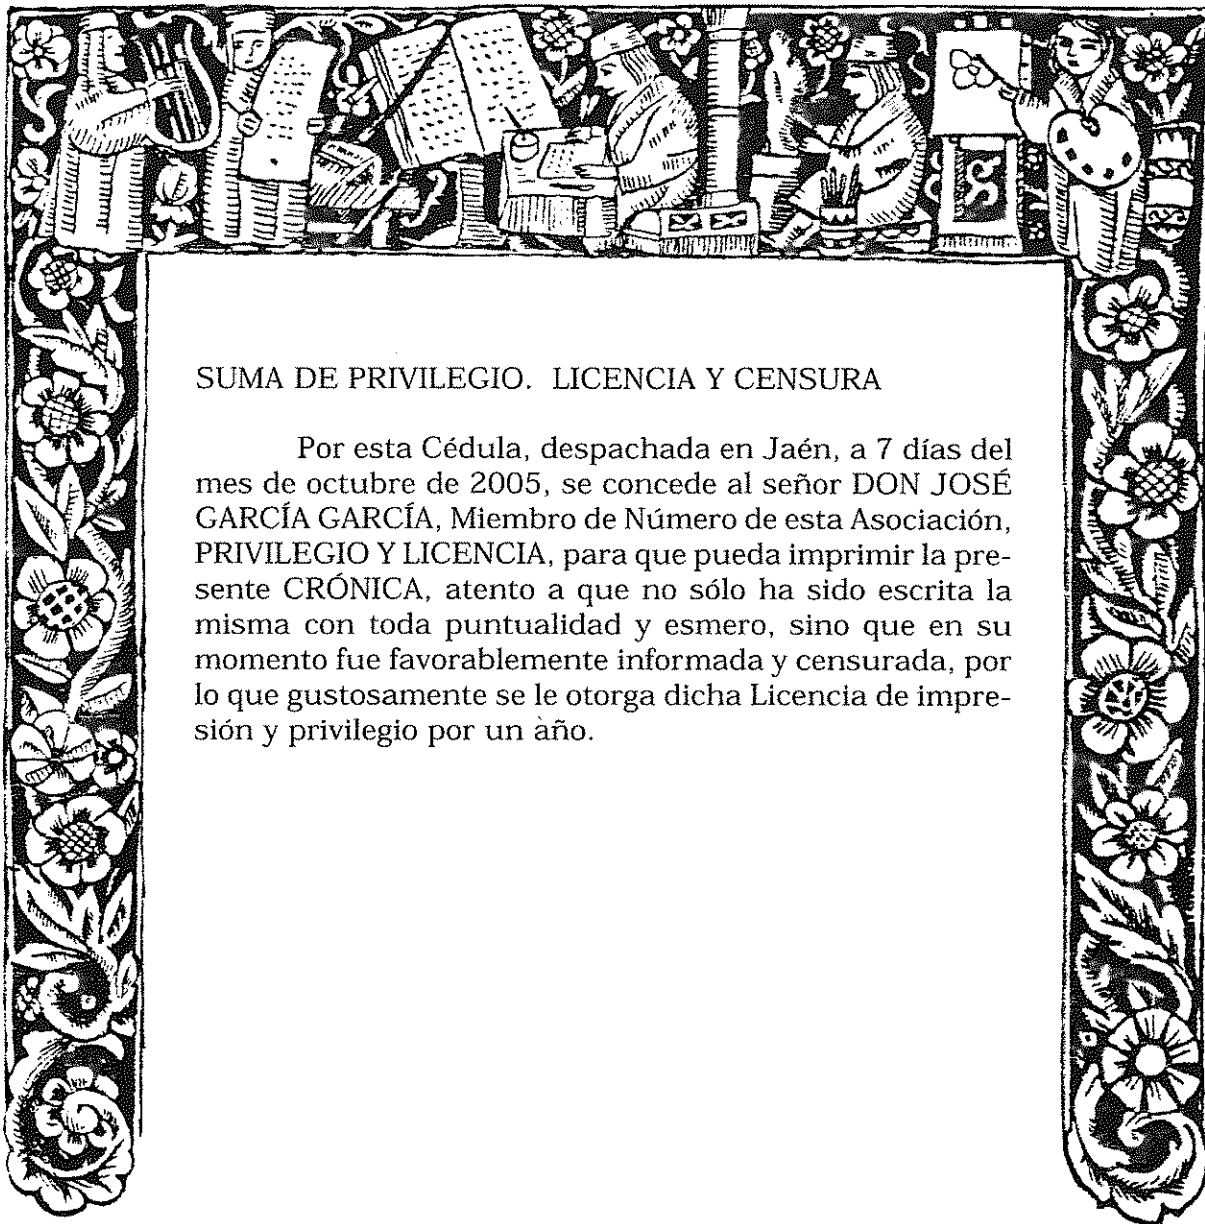 SUMA DE PRIVILEGIO. LICENCIA Y CENSURA
Por esta Cédula, despachada en Jaén, a 7 días del
mes de octubre de 2005, se concede al señor DON JOSÉ
GARCÍA GARCÍA, Miembro de Número de esta Asociación,
PRIVILEGIO Y LICENCIA, para que pueda imprimir la pre-
sente CRÓNICA, atento a que no sólo ha sido escrita la
misma con toda puntualidad y esmero, sino que en su
momento fue favorablemente informada y censurada, por
lo que gustosamente se le otorga dicha Licencia de impre-
sión y privilegio por un año.